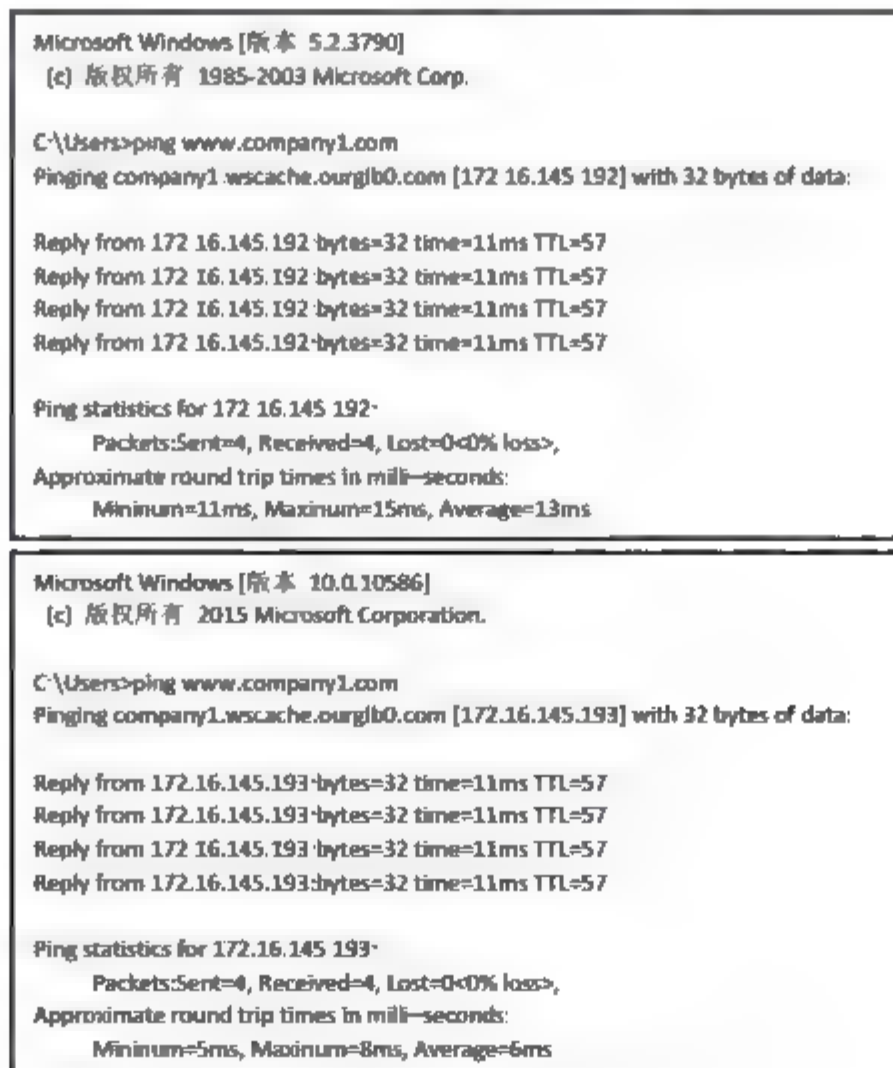 Microsoft Windows [版本 5.2.3790]
(c) 版权所有 1985-2003 Microsoft Corp.
C:\Users>ping www.company1.com
Pinging company1.wscache.ourglb0.com [172 16.145 192] with 32 bytes of data:
Reply from 172 16.145.192 bytes=32 time=11ms TTL=57
Reply from 172 16.145.192 bytes=32 time=11ms TTL=57
Reply from 172 16.145.192 bytes=32 time=11ms TTL=57
Reply from 172 16.145.192 bytes=32 time=11ms TTL=57
Ping statistics for 172 16.145 192:
Packets:Sent=4, Received=4, Lost=0<0% loss>,
Approximate round trip times in milli-seconds:
Mininum=11ms, Maxinum=15ms, Average=13ms
Microsoft Windows [版本 10.0.10586]
(c) 版权所有 2015 Microsoft Corporation.
C:\Users>ping www.company1.com
Pinging company1.wscache.ourglb0.com [172.16.145.193] with 32 bytes of data:
Reply from 172.16.145.193:bytes=32 time=11ms TTL=57
Reply from 172.16.145.193:bytes=32 time=11ms TTL=57
Reply from 172 16.145.193:bytes=32 time=11ms TTL=57
Reply from 172.16.145.193:bytes=32 time=11ms TTL=57
Ping statistics for 172.16.145 193:
Packets:Sent=4, Received=4, Lost=0<0% loss>,
Approximate round trip times in milli-seconds:
Mininum=5ms, Maxinum=8ms, Average=6ms